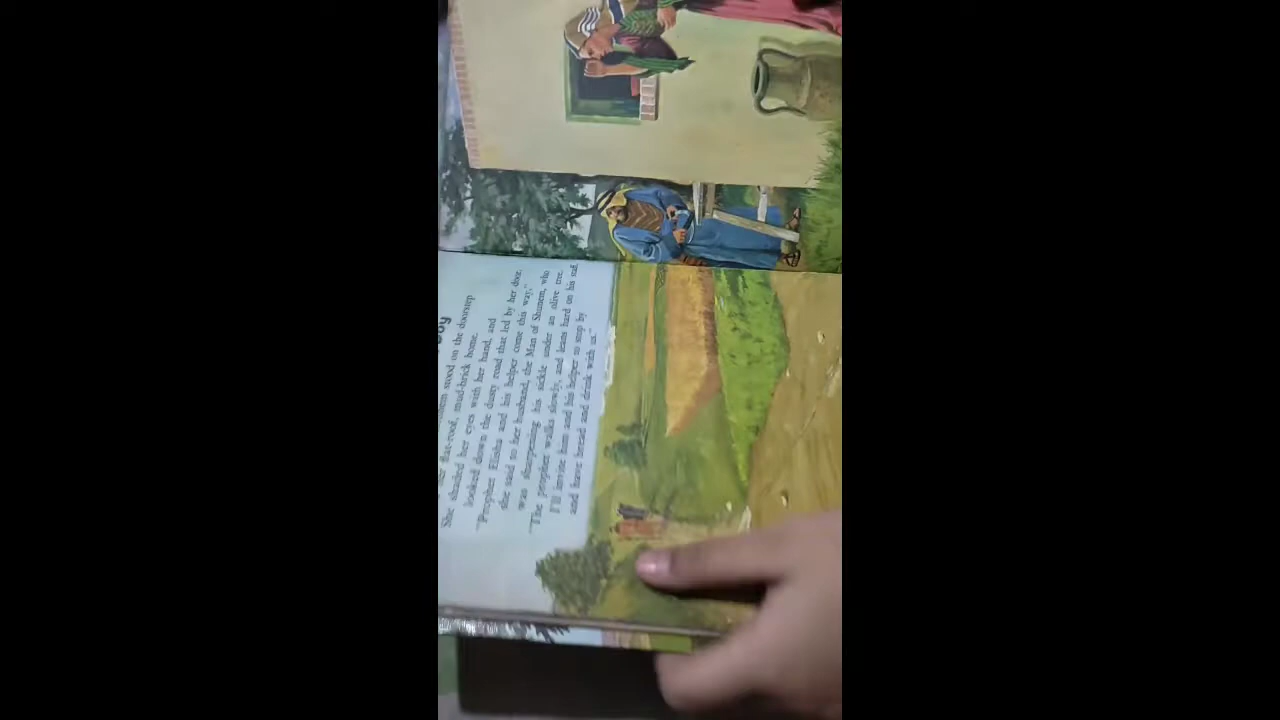 boy
her flat-roof, mud-brick home.
She shaded her eyes with her hand, and
looked down the dusty road that led by her door.
"Prophet Elisha and his helper come this way,"
she said to her husband, the Man of Shunem, who
was sharpening his sickle under an olive tree.
"The prophet walks slowly, and leans hard on his staff.
I'll invite him and his helper to stop by
and have bread and drink with us."